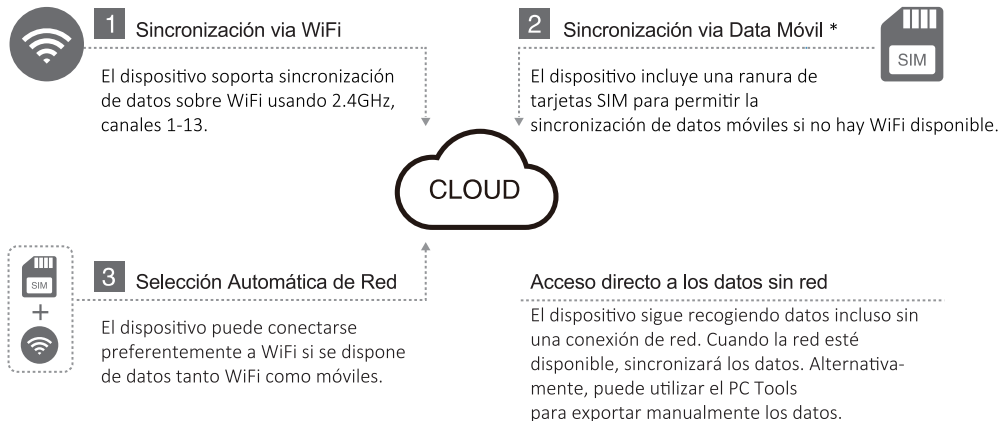 1 Sincronización via WiFi
El dispositivo soporta sincronización
de datos sobre WiFi usando 2.4GHz,
canales 1-13.
2 Sincronización via Data Móvil *
SIM
El dispositivo incluye una ranura de
tarjetas SIM para permitir la
sincronización de datos móviles si no hay WiFi disponible.
CLOUD
SIM
+
3 Selección Automática de Red
El dispositivo puede conectarse
preferentemente a WiFi si se dispone
de datos tanto WiFi como móviles.
Acceso directo a los datos sin red
El dispositivo sigue recogiendo datos incluso sin
una conexión de red. Cuando la red esté
disponible, sincronizará los datos. Alternativa-
mente, puede utilizar el PC Tools
para exportar manualmente los datos.